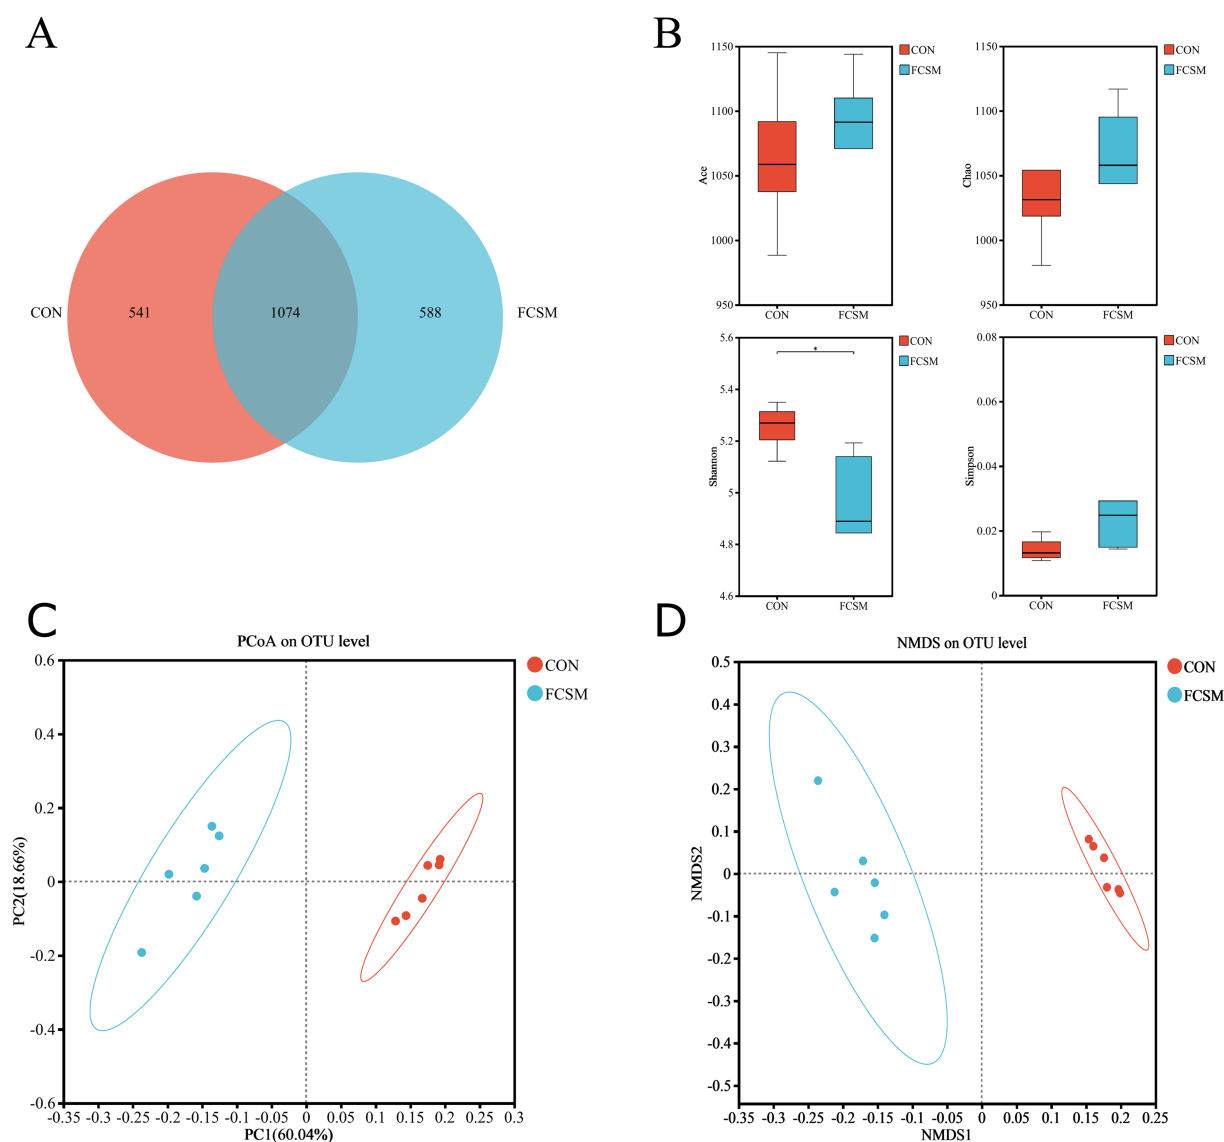 A
CON
541
1074
588
FCSM
B
1150
1100
1050
1000
950
Ace
CON
FCSM
CON
FCSM
1150
1100
1050
1000
950
Chao
CON
FCSM
CON
FCSM
5.6
5.4
5.2
5
4.8
4.6
Shannon
*
CON
FCSM
CON
FCSM
0.08
0.06
0.04
0.02
0
Simpson
CON
FCSM
CON
FCSM
C
PCoA on OTU level
0.6
0.4
0.2
0
-0.2
-0.4
-0.6
PC2(18.66%)
-0.35 -0.3 -0.25 -0.2 -0.15 -0.1 -0.05 0 0.05 0.1 0.15 0.2 0.25 0.3
PC1(60.04%)
CON
FCSM
D
NMDS on OTU level
0.5
0.4
0.3
0.2
0.1
0
-0.1
-0.2
-0.3
-0.4
-0.5
NMDS2
-0.35 -0.3 -0.25 -0.2 -0.15 -0.1 -0.05 0 0.05 0.1 0.15 0.2 0.25
NMDS1
CON
FCSM